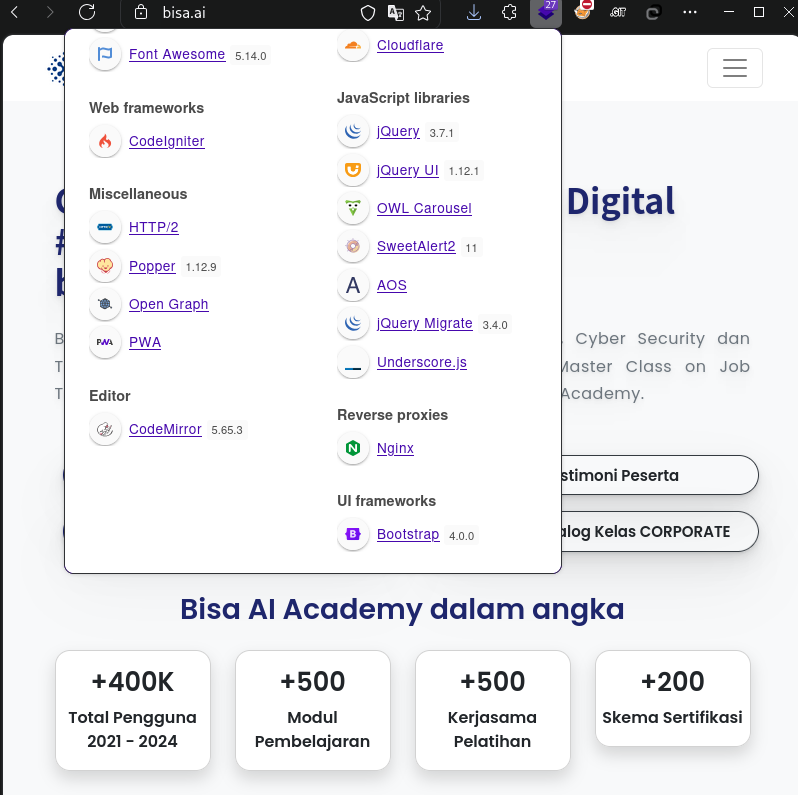 bisa.ai
27
.GIT
Font Awesome 5.14.0
Web frameworks
CodeIgniter
Miscellaneous
HTTP/2
Popper 1.12.9
Open Graph
PWA
PWA
Editor
CodeMirror 5.65.3
Cloudflare
JavaScript libraries
jQuery 3.7.1
jQuery UI 1.12.1
OWL Carousel
SweetAlert2 11
A
AOS
jQuery Migrate 3.4.0
Underscore.js
Reverse proxies
N
Nginx
UI frameworks
B
Bootstrap 4.0.0
Digital
#
b
B Cyber Security dan
T Master Class on Job
T Academy.
stimoni Peserta
alog Kelas CORPORATE
Bisa AI Academy dalam angka
+400K
Total Pengguna
2021 - 2024
+500
Modul
Pembelajaran
+500
Kerjasama
Pelatihan
+200
Skema Sertifikasi